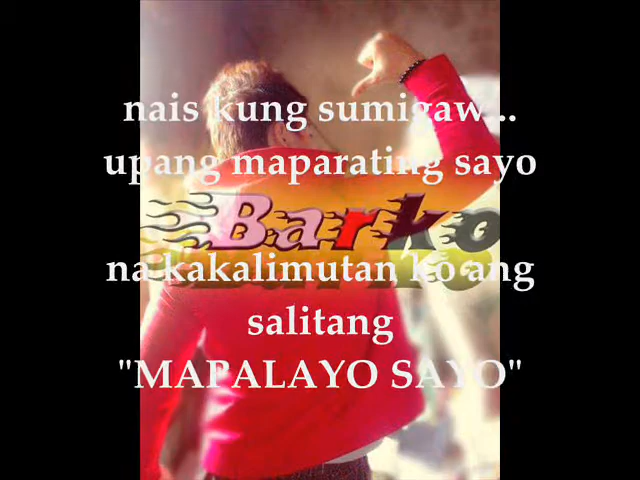 nais kung sumigaw...
upang maparating sayo
Barko
na kakalimutan ko ang
salitang
"MAPALAYO SAYO"